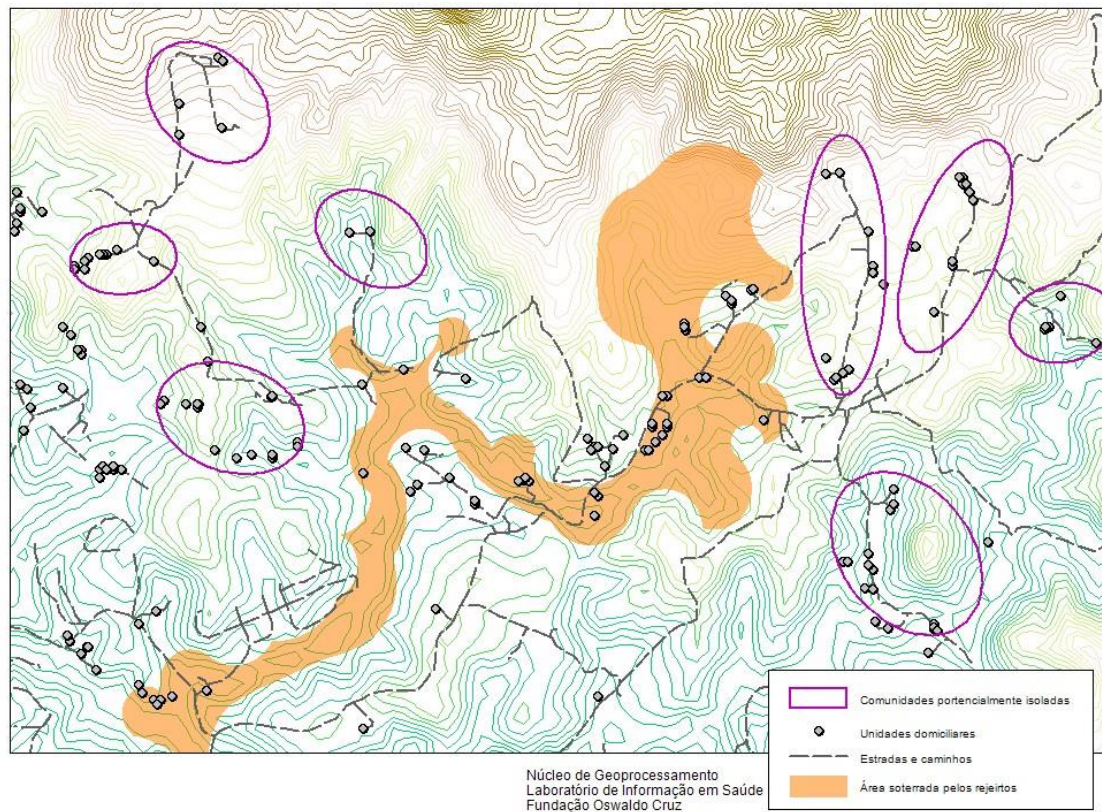 Comunidades portencialmente isoladas
Unidades domiciliares
Estradas e caminhos
Área soterrada pelos rejeirtos
Núcleo de Geoprocessamento
Laboratório de Informação em Saúde
Fundação Oswaldo Cruz